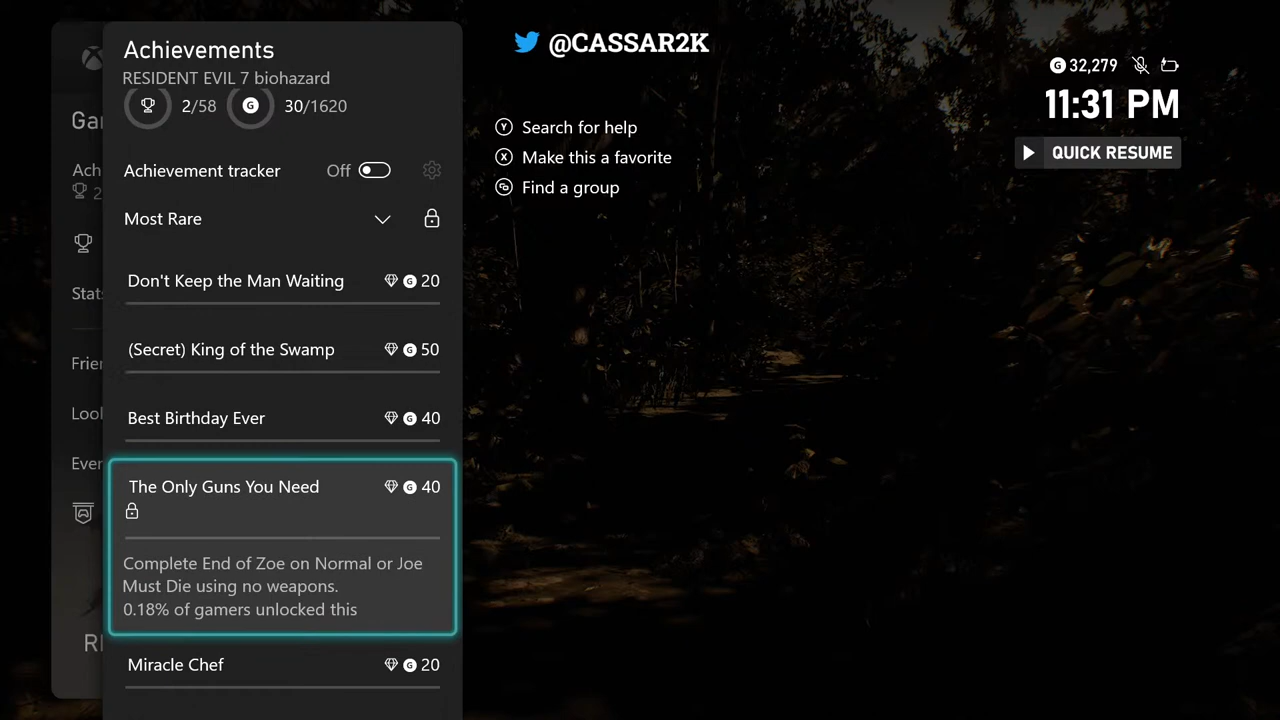 Achievements
RESIDENT EVIL 7 biohazard
2/58 G 30/1620
Achievement tracker Off
Most Rare
Don't Keep the Man Waiting G 20
(Secret) King of the Swamp G 50
Best Birthday Ever G 40
The Only Guns You Need G 40
Complete End of Zoe on Normal or Joe
Must Die using no weapons.
0.18% of gamers unlocked this
Miracle Chef G 20
@CASSAR2K
Y Search for help
X Make this a favorite
Find a group
G 32,279
11:31 PM
QUICK RESUME